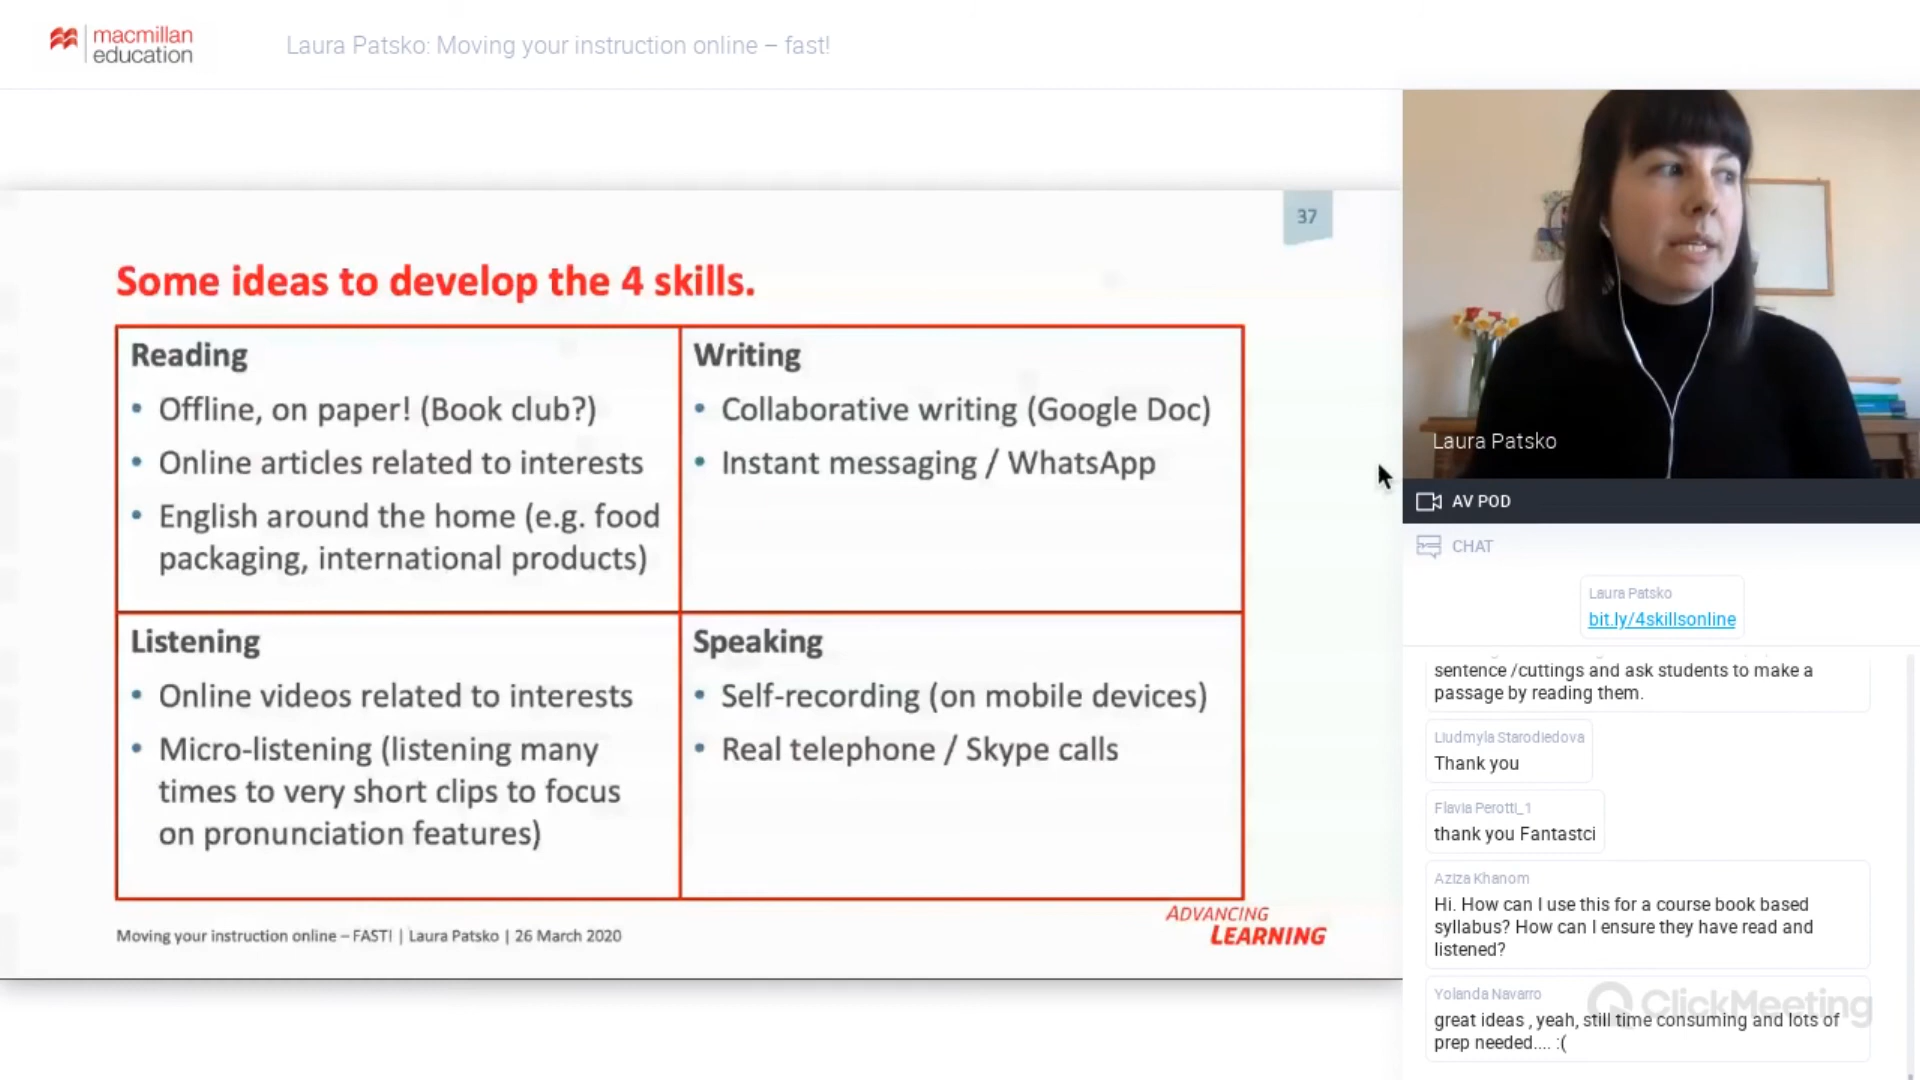 macmillan
education
Laura Patsko: Moving your instruction online – fast!
37
Some ideas to develop the 4 skills.
Reading
• Offline, on paper! (Book club?)
• Online articles related to interests
• English around the home (e.g. food
packaging, international products)
Writing
• Collaborative writing (Google Doc)
• Instant messaging / WhatsApp
Listening
• Online videos related to interests
• Micro-listening (listening many
times to very short clips to focus
on pronunciation features)
Speaking
• Self-recording (on mobile devices)
• Real telephone / Skype calls
Moving your instruction online – FAST! | Laura Patsko | 26 March 2020
ADVANCING
LEARNING
Laura Patsko
AV POD
CHAT
Laura Patsko
bit.ly/4skillsonline
sentence /cuttings and ask students to make a
passage by reading them.
Liudmyla Starodiedova
Thank you
Flavia Perotti_1
thank you Fantastci
Aziza Khanom
Hi. How can I use this for a course book based
syllabus? How can I ensure they have read and
listened?
Yolanda Navarro
great ideas , yeah, still time consuming and lots of
prep needed.... :(
ClickMeeting